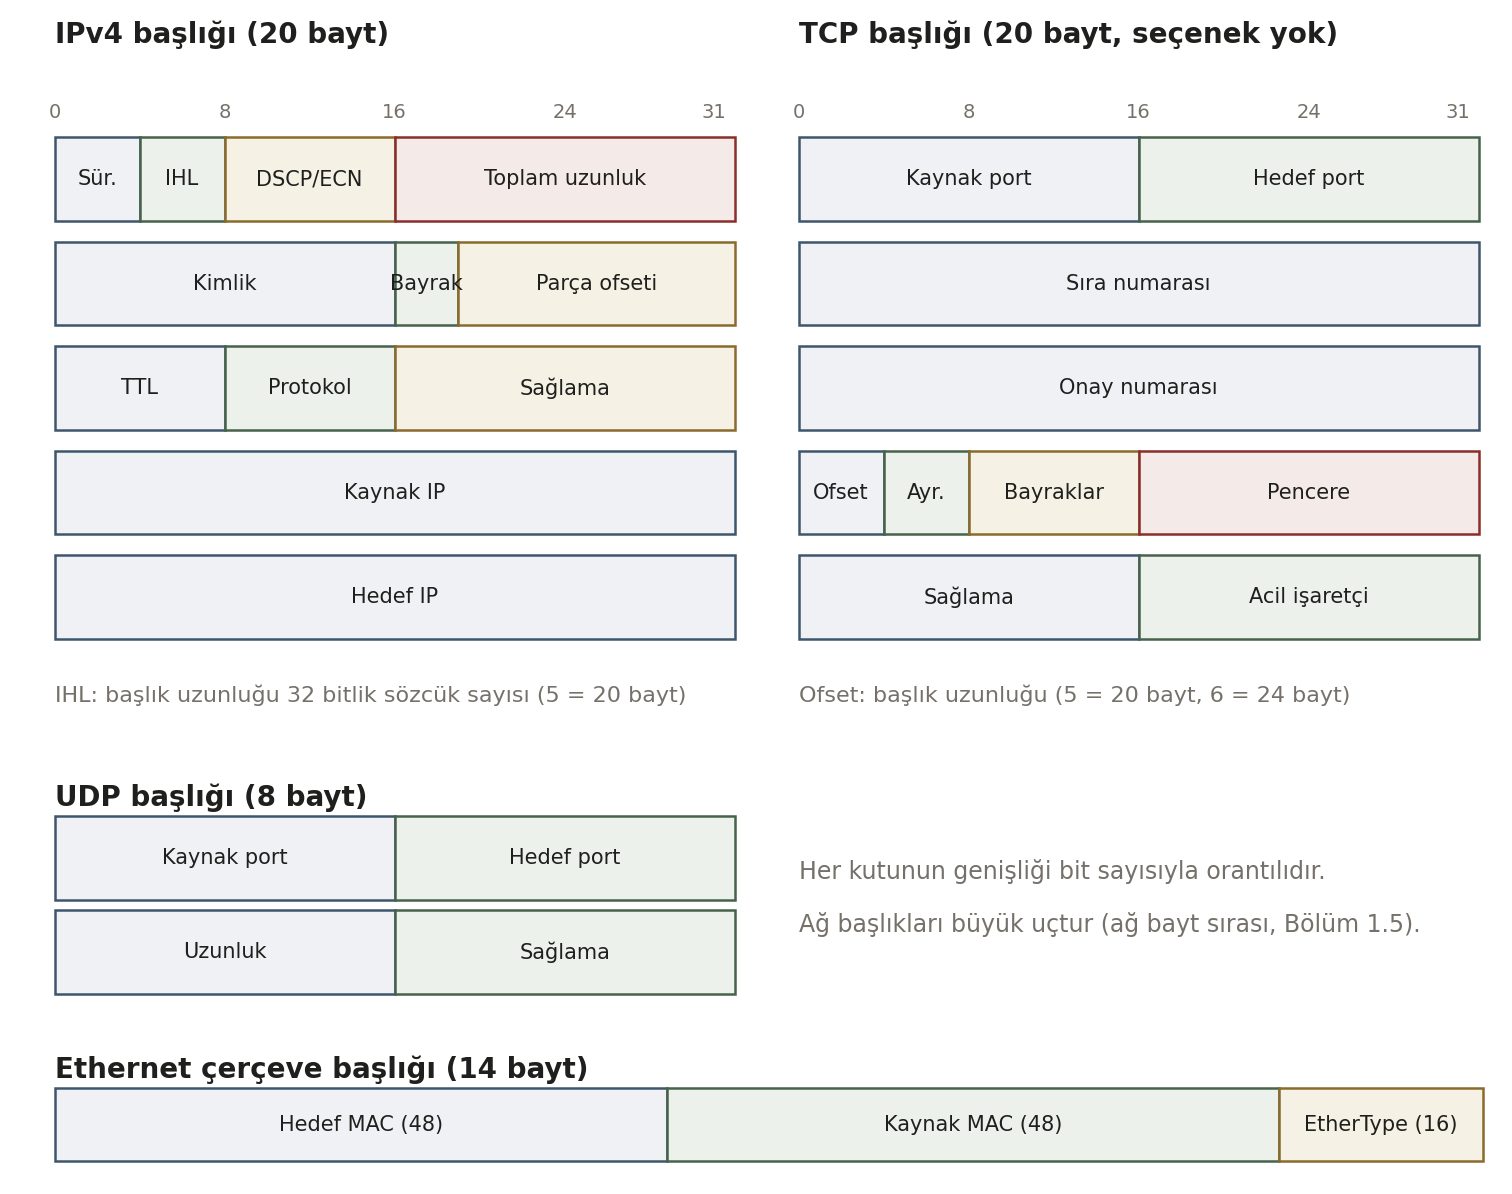 IPv4 başlığı (20 bayt)
0 8 16 24 31
Sür. IHL DSCP/ECN Toplam uzunluk
Kimlik Bayrak Parça ofseti
TTL Protokol Sağlama
Kaynak IP
Hedef IP
IHL: başlık uzunluğu 32 bitlik sözcük sayısı (5 = 20 bayt)
TCP başlığı (20 bayt, seçenek yok)
0 8 16 24 31
Kaynak port Hedef port
Sıra numarası
Onay numarası
Ofset Ayr. Bayraklar Pencere
Sağlama Acil işaretçi
Ofset: başlık uzunluğu (5 = 20 bayt, 6 = 24 bayt)
UDP başlığı (8 bayt)
Kaynak port Hedef port
Uzunluk Sağlama
Her kutunun genişliği bit sayısıyla orantılıdır.
Ağ başlıkları büyük uçtur (ağ bayt sırası, Bölüm 1.5).
Ethernet çerçeve başlığı (14 bayt)
Hedef MAC (48) Kaynak MAC (48) EtherType (16)